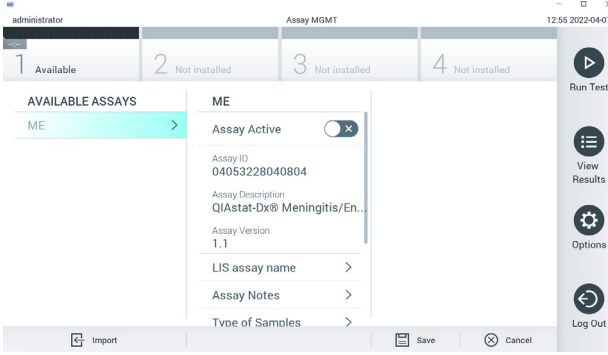 administrator
Assay MGMT
12:55 2022-04-0
1 Available
2 Not installed
3 Not installed
4 Not installed
Run Test
AVAILABLE ASSAYS
ME
ME
Assay Active
Assay ID
04053228040804
Assay Description
QIAstat-Dx® Meningitis/En...
Assay Version
1.1
LIS assay name
Assay Notes
Type of Samples
View
Results
Options
Log Out
Import
Save
Cancel